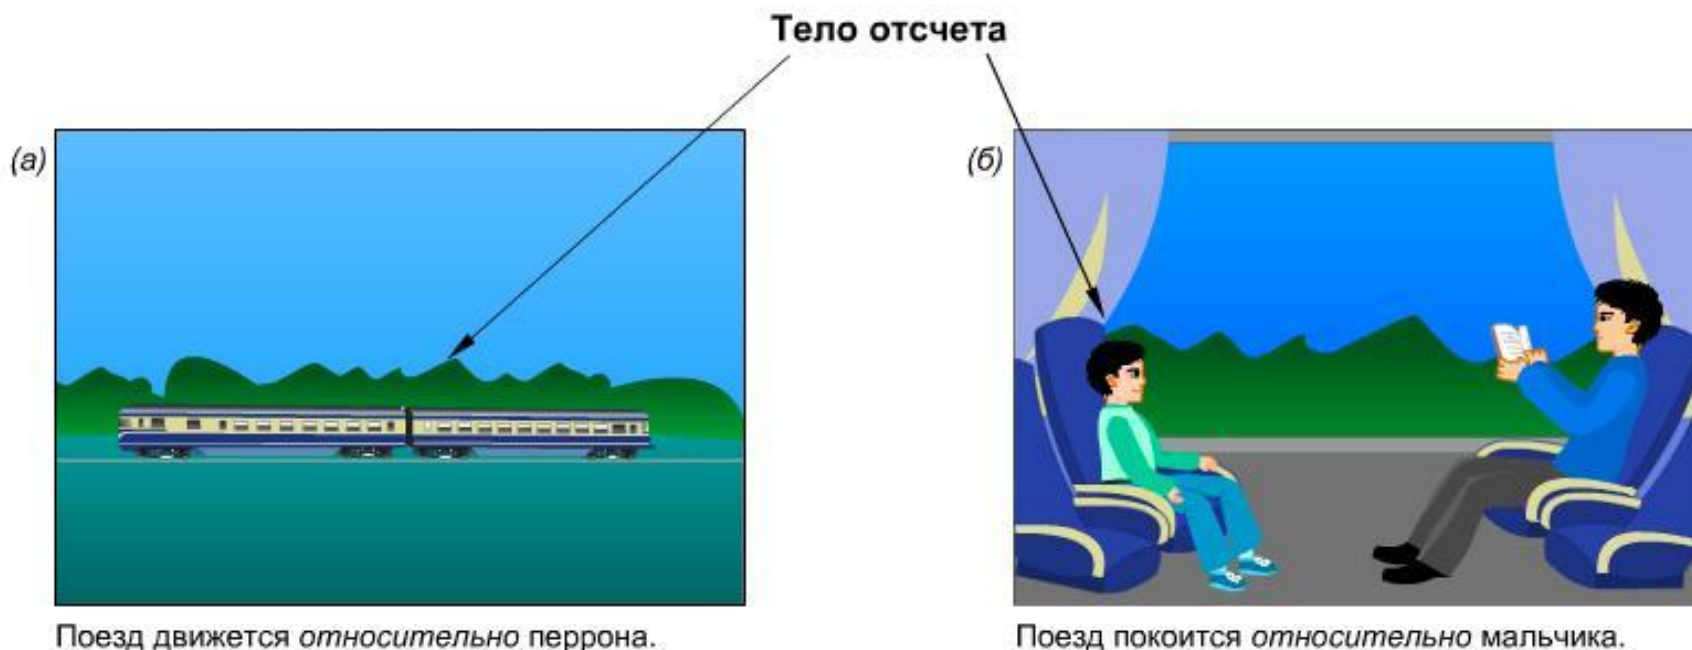 Тело отсчета
(а)
(б)
Поезд движется относительно перрона.
Поезд покоится относительно мальчика.